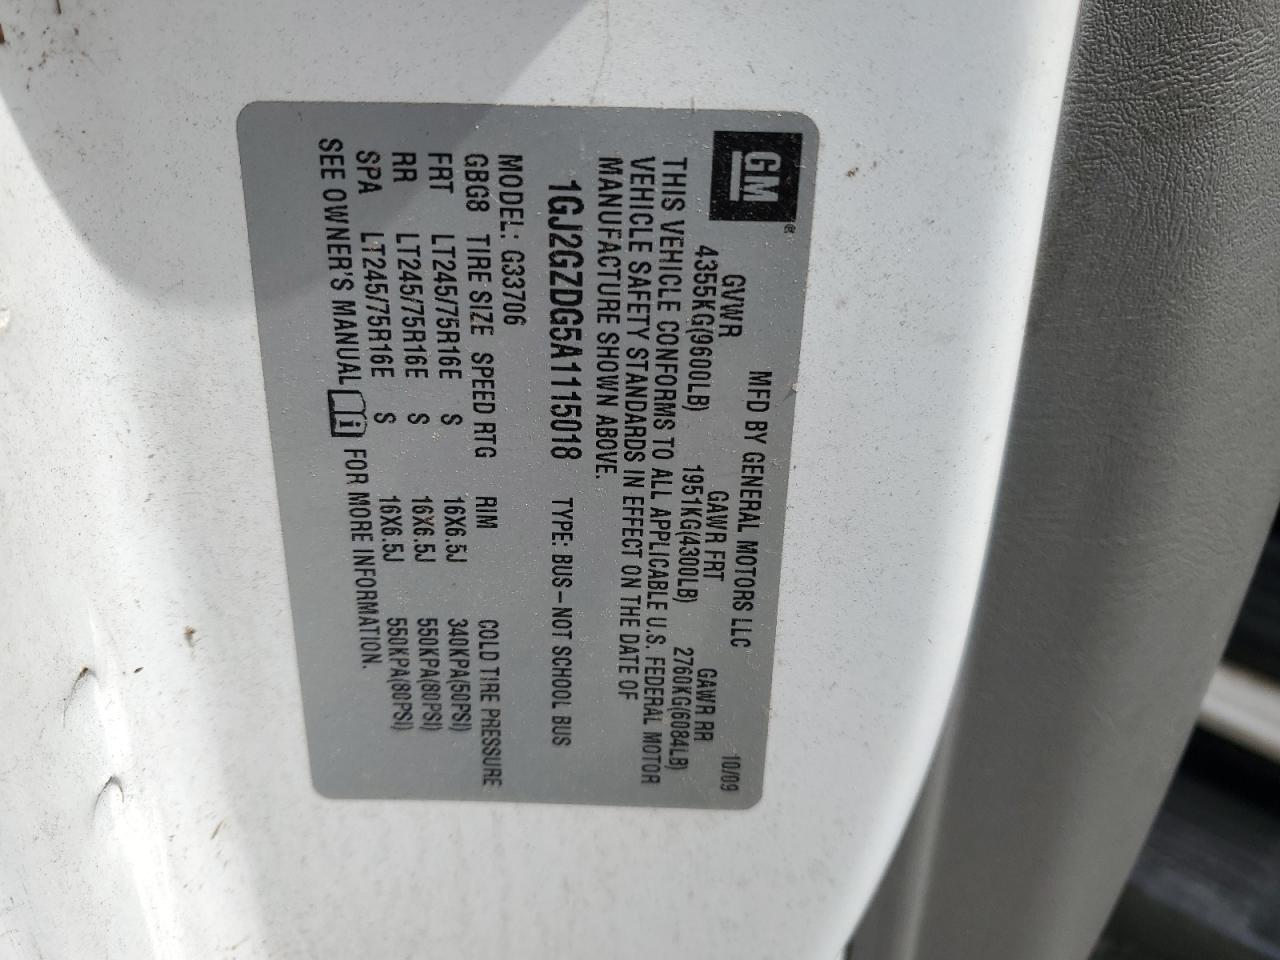 GM®
MFD BY GENERAL MOTORS LLC 10/09
GVWR GAWR FRT GAWR RR
4355KG(9600LB) 1951KG(4300LB) 2760KG(6084LB)
THIS VEHICLE CONFORMS TO ALL APPLICABLE U.S. FEDERAL MOTOR
VEHICLE SAFETY STANDARDS IN EFFECT ON THE DATE OF
MANUFACTURE SHOWN ABOVE.
1GJ2GZDG5A1115018 TYPE: BUS-NOT SCHOOL BUS
MODEL: G33706
GBG8 TIRE SIZE SPEED RTG RIM COLD TIRE PRESSURE
FRT LT245/75R16E S 16X6.5J 340KPA(50PSI)
RR LT245/75R16E S 16X6.5J 550KPA(80PSI)
SPA LT245/75R16E S 16X6.5J 550KPA(80PSI)
SEE OWNER'S MANUAL i FOR MORE INFORMATION.